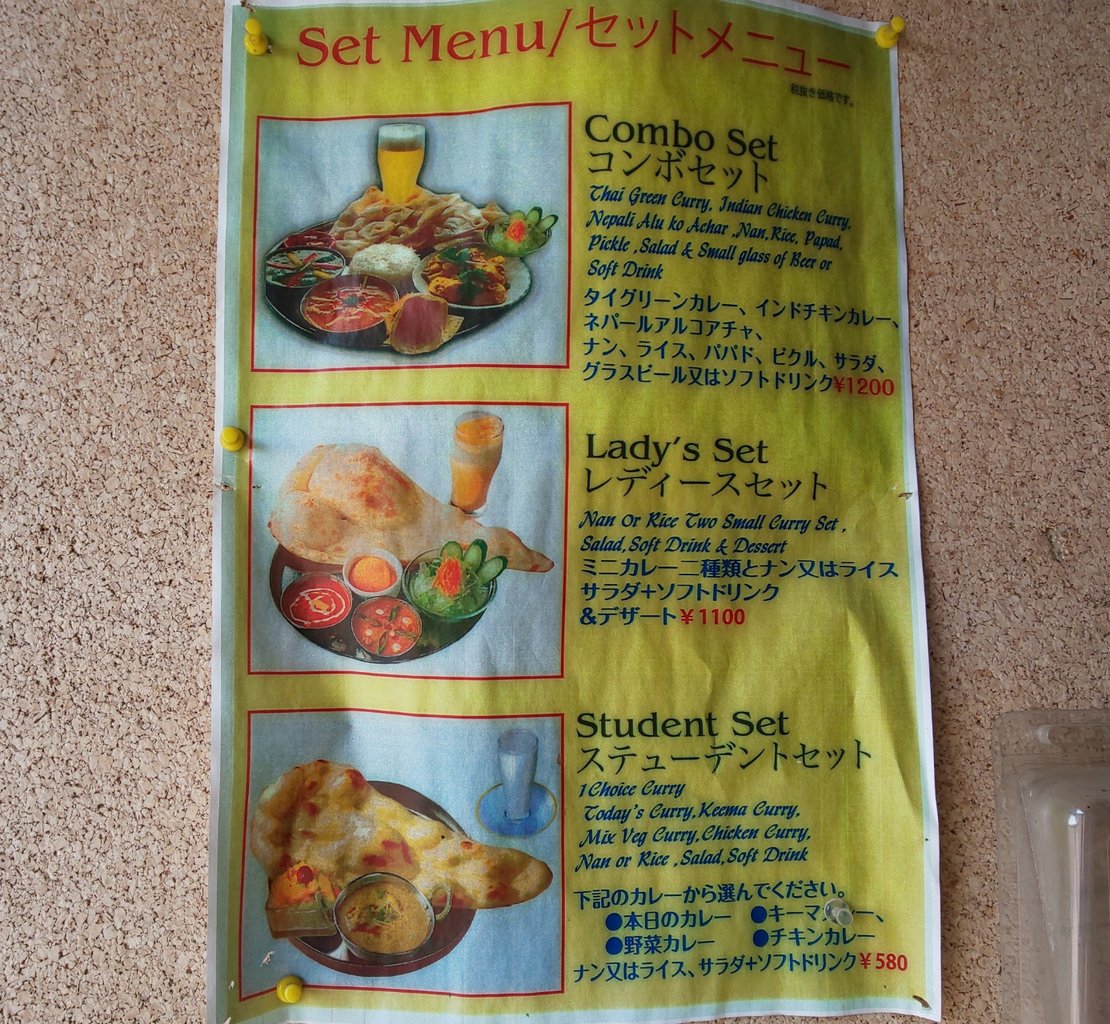 Set Menu/セットメニュー
税抜き価格です。
Combo Set
コンボセット
Thai Green Curry, Indian Chicken Curry,
Nepali Alu ko Achar ,Nan,Rice, Papad,
Pickle ,Salad & Small glass of Beer or
Soft Drink
タイグリーンカレー、インドチキンカレー、
ネパールアルコアチャ、
ナン、ライス、パパド、ピクル、サラダ、
グラスビール又はソフトドリンク¥1200
Lady's Set
レディースセット
Nan or Rice Two Small Curry Set ,
Salad,Soft Drink & Dessert
ミニカレー二種類とナン又はライス
サラダ+ソフトドリンク
&デザート¥1100
Student Set
ステューデントセット
1Choice Curry
Today's Curry,Keema Curry,
Mix Veg Curry,Chicken Curry,
Nan or Rice ,Salad,Soft Drink
下記のカレーから選んでください。
●本日のカレー ●キーマカレー、
●野菜カレー ●チキンカレー
ナン又はライス、サラダ+ソフトドリンク¥580